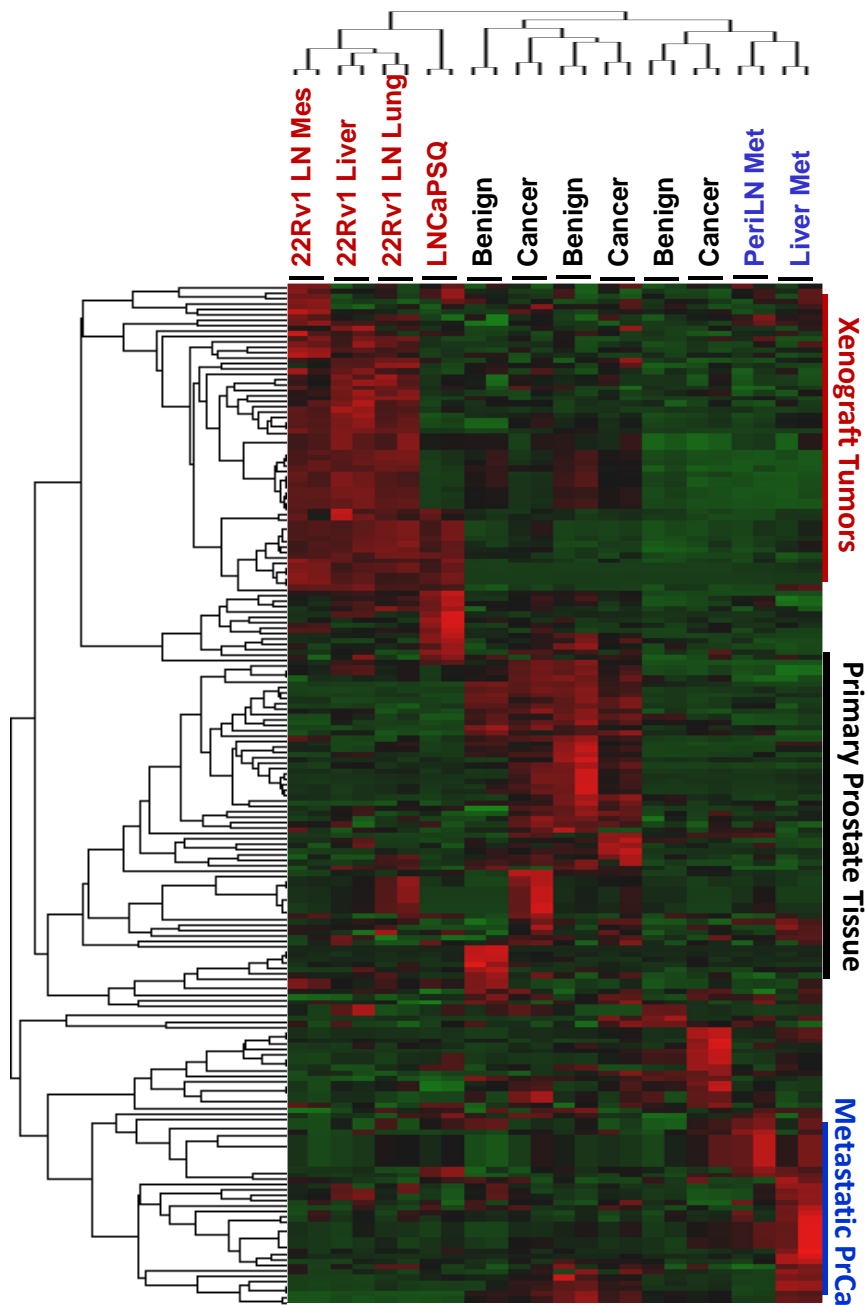 22Rv1 LN Mes
22Rv1 Liver
22Rv1 LN Lung
LNCaPSQ
Benign
Cancer
Benign
Cancer
Benign
Cancer
PeriLN Met
Liver Met
Xenograft Tumors
Primary Prostate Tissue
Metastatic PrCa